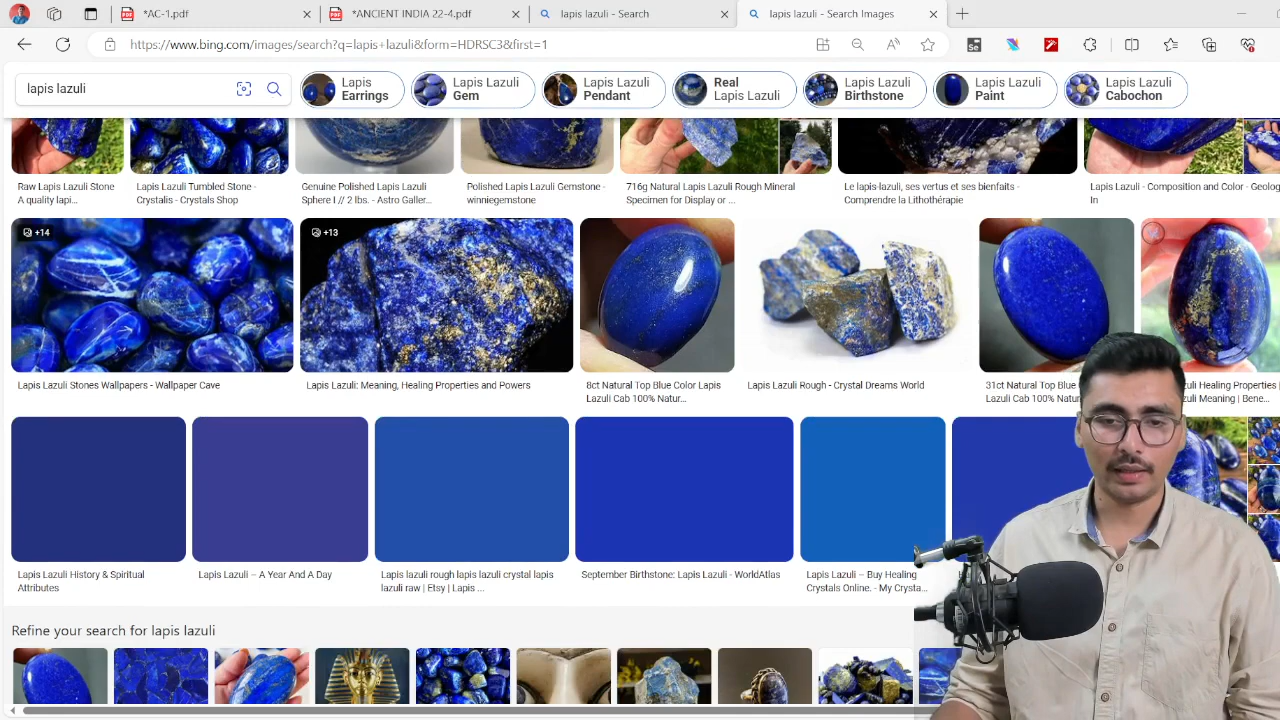 *AC-1.pdf
*ANCIENT INDIA 22-4.pdf
lapis lazuli - Search
lapis lazuli - Search Images
https://www.bing.com/images/search?q=lapis+lazuli&form=HDRSC3&first=1
lapis lazuli
Lapis
Earrings
Lapis Lazuli
Gem
Lapis Lazuli
Pendant
Real
Lapis Lazuli
Lapis Lazuli
Birthstone
Lapis Lazuli
Paint
Lapis Lazuli
Cabochon
Raw Lapis Lazuli Stone
A quality lapi...
Lapis Lazuli Tumbled Stone -
Crystalis - Crystals Shop
Genuine Polished Lapis Lazuli
Sphere I // 2 lbs. - Astro Galler...
Polished Lapis Lazuli Gemstone -
winniegemstone
716g Natural Lapis Lazuli Rough Mineral
Specimen for Display or ...
Le lapis-lazuli, ses vertus et ses bienfaits -
Comprendre la Lithothérapie
Lapis Lazuli - Composition and Color - Geolog
In
+14
+13
Lapis Lazuli Stones Wallpapers - Wallpaper Cave
Lapis Lazuli: Meaning, Healing Properties and Powers
8ct Natural Top Blue Color Lapis
Lazuli Cab 100% Natur...
Lapis Lazuli Rough - Crystal Dreams World
31ct Natural Top Blue
Lazuli Cab 100% Natu
zuli Healing Properties |
zuli Meaning | Bene...
Lapis Lazuli History & Spiritual
Attributes
Lapis Lazuli – A Year And A Day
Lapis lazuli rough lapis lazuli crystal lapis
lazuli raw | Etsy | Lapis ...
September Birthstone: Lapis Lazuli - WorldAtlas
Lapis Lazuli – Buy Healing
Crystals Online. - My Crysta...
Refine your search for lapis lazuli